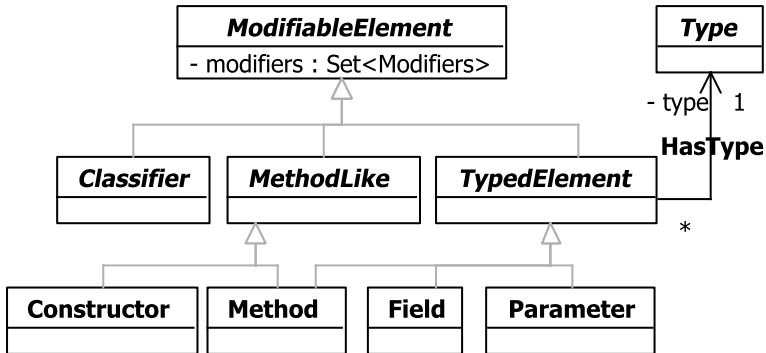 ModifiableElement
- modifiers : Set<Modifiers>
Type
- type 1
HasType
Classifier
MethodLike
TypedElement
*
Constructor
Method
Field
Parameter